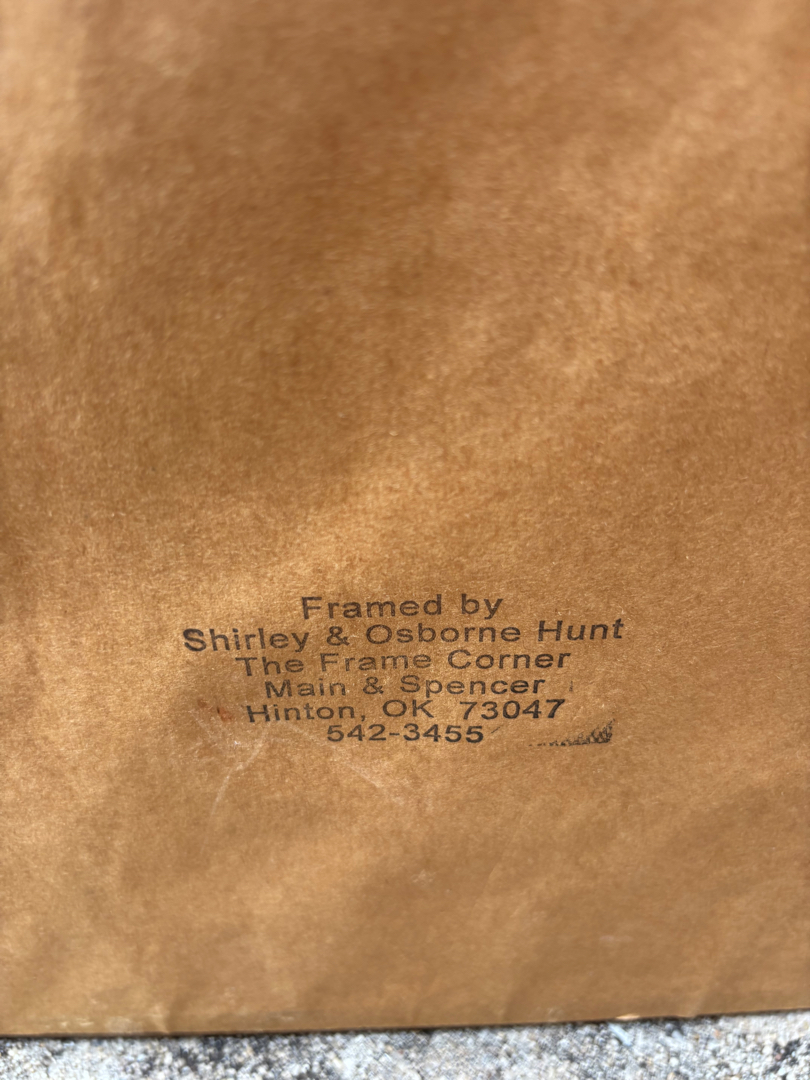 Framed by
Shirley & Osborne Hunt
The Frame Corner
Main & Spencer
Hinton, OK 73047
542-3455